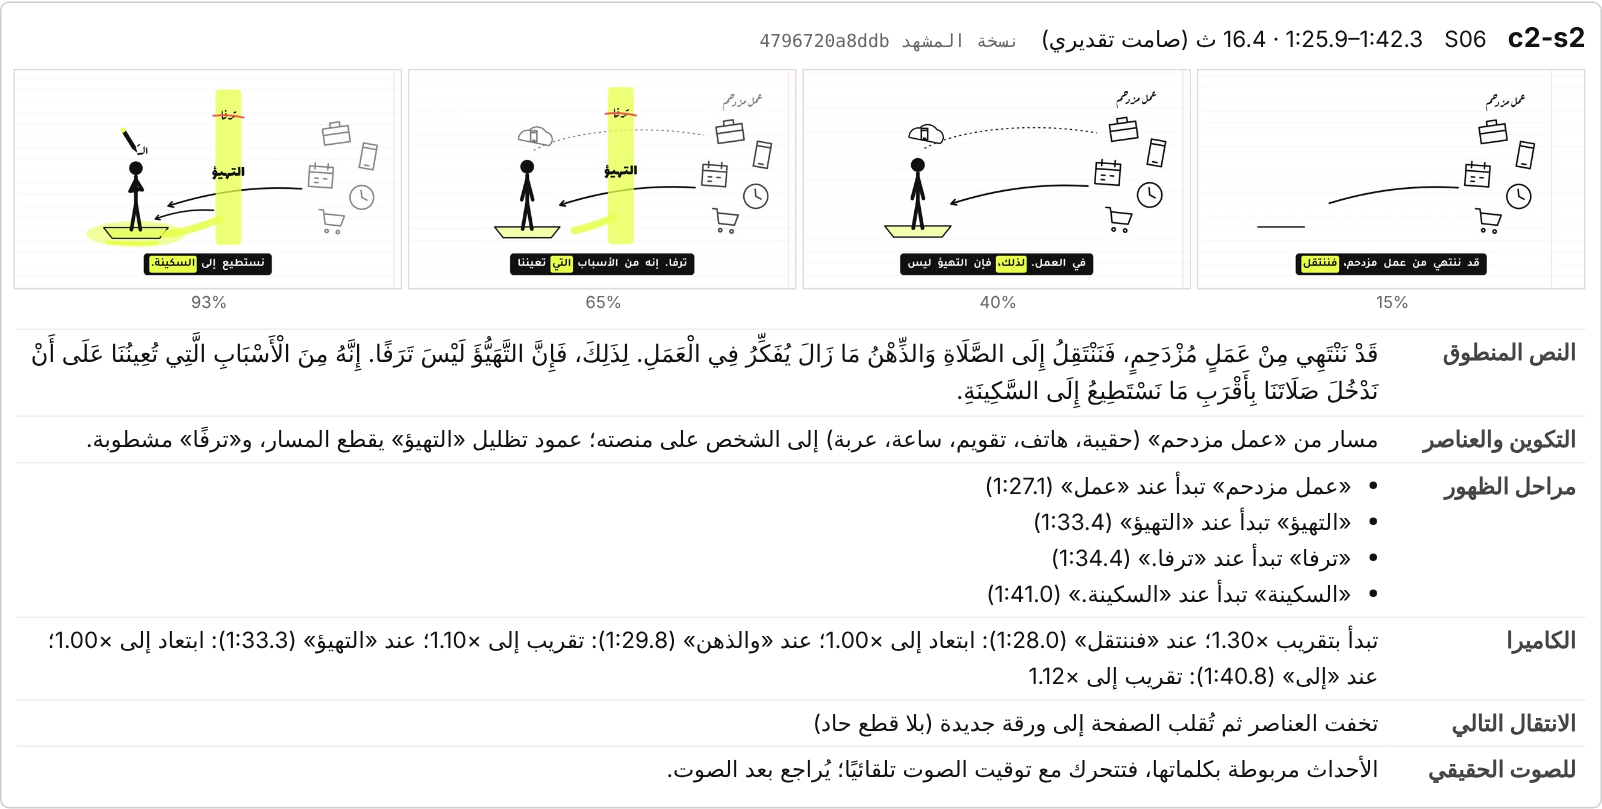 c2-s2 S06 1:25.9–1:42.3 · 16.4 ث (صامت تقديري) نسخة المشهد 4796720a8ddb
عمل مزدحم
قد ننتهي من عمل مزدحم، فننتقل
15%
عمل مزدحم
في العمل. لذلك، فإن التهيؤ ليس
40%
عمل مزدحم
ترفا
التهيؤ
ترفا. إنه من الأسباب التي تعيننا
65%
ترفا
التهيؤ
نستطيع إلى السكينة.
93%
النص المنطوق
قَدْ نَنْتَهِي مِنْ عَمَلٍ مُزْدَحِمٍ، فَنَنْتَقِلُ إِلَى الصَّلَاةِ وَالذِّهْنُ مَا زَالَ يُفَكِّرُ فِي الْعَمَلِ. لِذَلِكَ، فَإِنَّ التَّهَيُّؤَ لَيْسَ تَرَفًا. إِنَّهُ مِنَ الْأَسْبَابِ الَّتِي تُعِينُنَا عَلَى أَنْ
نَدْخُلَ صَلَاتَنَا بِأَقْرَبِ مَا نَسْتَطِيعُ إِلَى السَّكِينَةِ.
التكوين والعناصر
مسار من «عمل مزدحم» (حقيبة، هاتف، تقويم، ساعة، عربة) إلى الشخص على منصته؛ عمود تظليل «التهيؤ» يقطع المسار، و«ترفًا» مشطوبة.
مراحل الظهور
• «عمل مزدحم» تبدأ عند «عمل» (1:27.1)
• «التهيؤ» تبدأ عند «التهيؤ» (1:33.4)
• «ترفا» تبدأ عند «ترفا.» (1:34.4)
• «السكينة» تبدأ عند «السكينة.» (1:41.0)
الكاميرا
تبدأ بتقريب ×1.30؛ عند «فننتقل» (1:28.0): ابتعاد إلى ×1.00؛ عند «والذهن» (1:29.8): تقريب إلى ×1.10؛ عند «التهيؤ» (1:33.3): ابتعاد إلى ×1.00؛
عند «إلى» (1:40.8): تقريب إلى ×1.12
الانتقال التالي
تخفت العناصر ثم تُقلب الصفحة إلى ورقة جديدة (بلا قطع حاد)
للصوت الحقيقي
الأحداث مربوطة بكلماتها، فتتحرك مع توقيت الصوت تلقائيًا؛ يُراجع بعد الصوت.